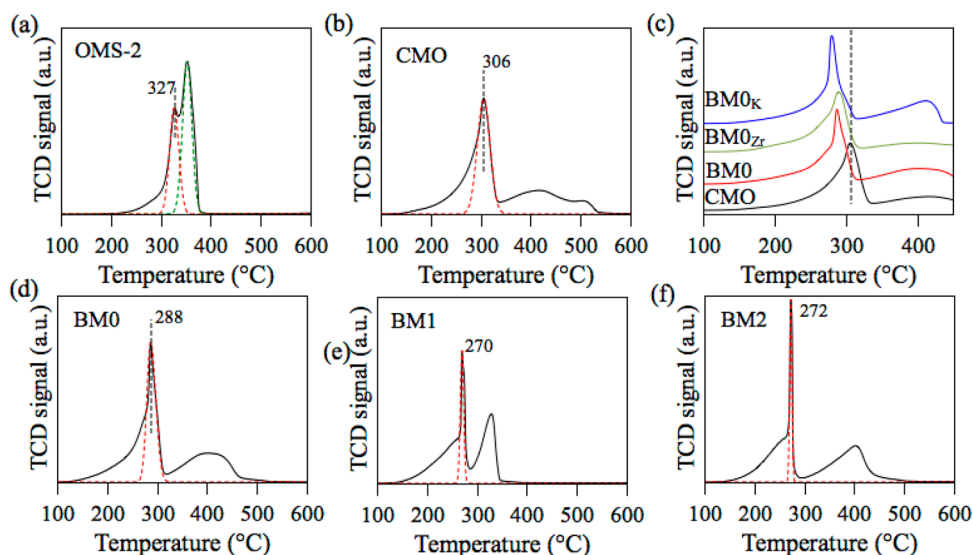 (a)
OMS-2
327
TCD signal (a.u.)
100 200 300 400 500 600
Temperature (°C)
(b)
CMO
306
TCD signal (a.u.)
100 200 300 400 500 600
Temperature (°C)
(c)
BM0K
BM0Zr
BM0
CMO
TCD signal (a.u.)
100 200 300 400
Temperature (°C)
(d)
BM0
288
TCD signal (a.u.)
100 200 300 400 500 600
Temperature (°C)
(e)
BM1
270
TCD signal (a.u.)
100 200 300 400 500 600
Temperature (°C)
(f)
BM2
272
TCD signal (a.u.)
100 200 300 400 500 600
Temperature (°C)